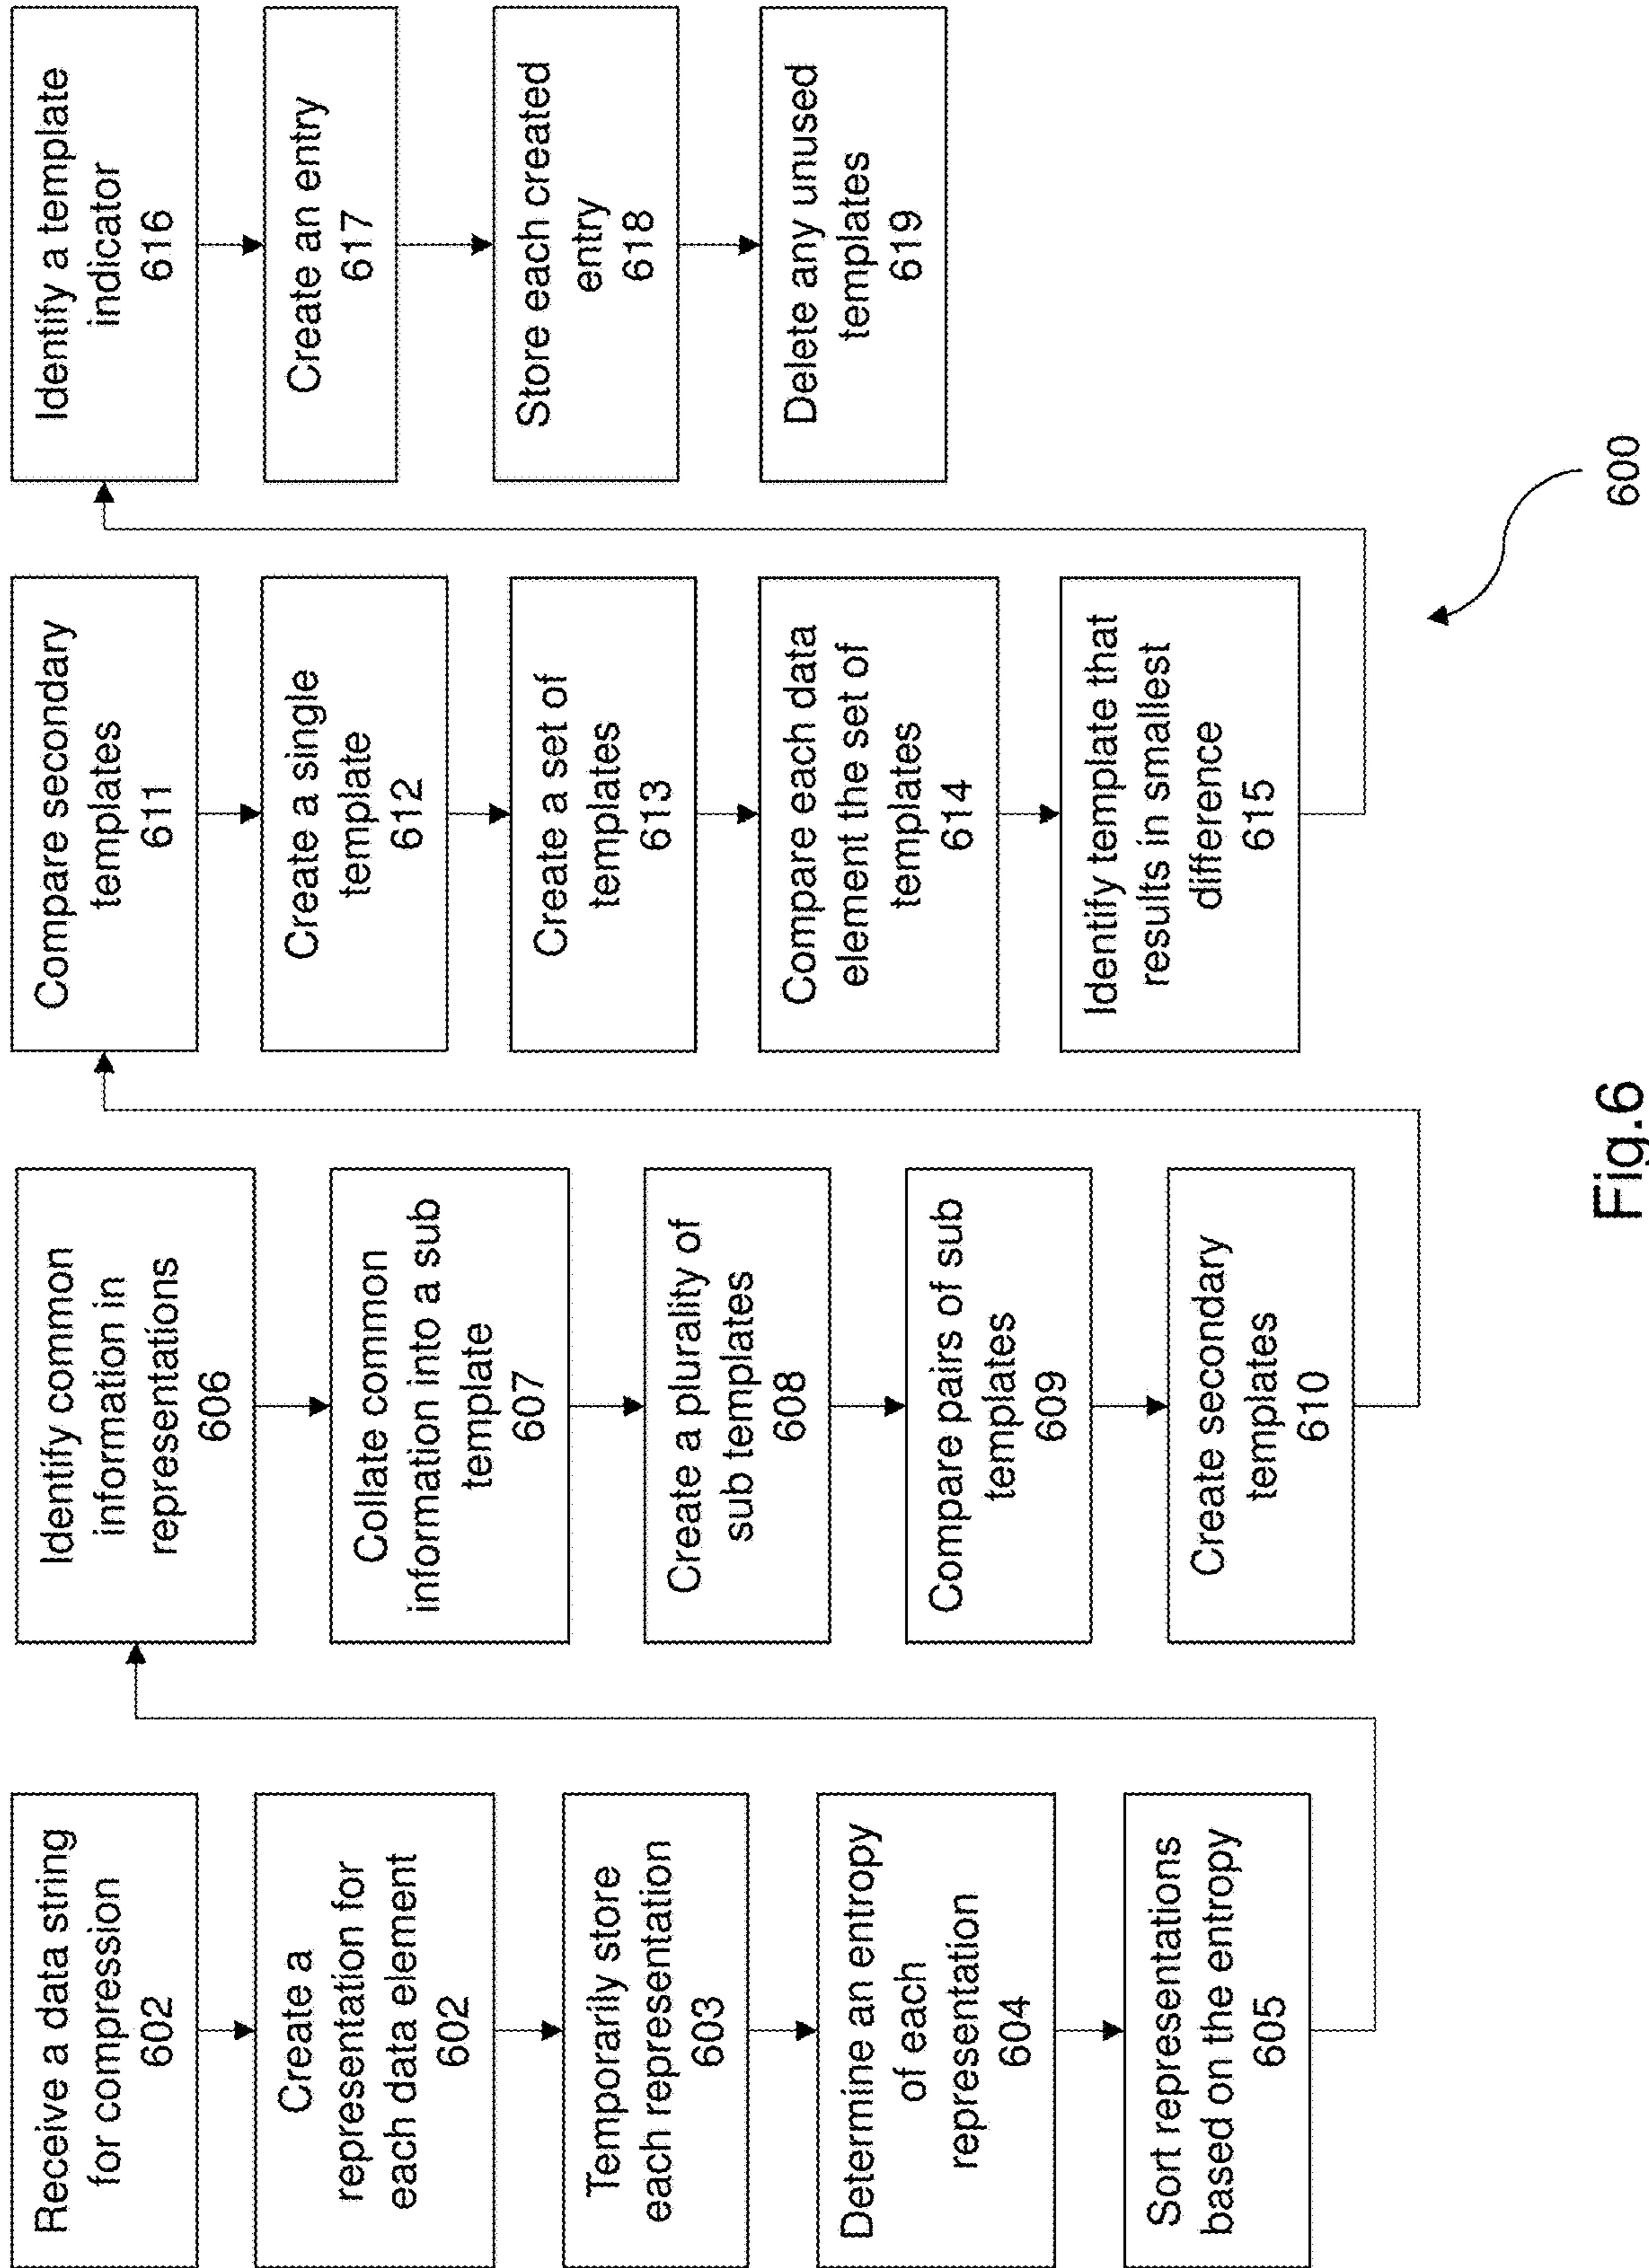 Receive a data string
for compression
602
Create a
representation for
each data element
602
Temporarily store
each representation
603
Determine an entropy
of each
representation
604
Sort representations
based on the entropy
605
Identify common
information in
representations
606
Collate common
information into a sub
template
607
Create a plurality of
sub templates
608
Compare pairs of sub
templates
609
Create secondary
templates
610
Compare secondary
templates
611
Create a single
template
612
Create a set of
templates
613
Compare each data
element the set of
templates
614
Identify template that
results in smallest
difference
615
Identify a template
indicator
616
Create an entry
617
Store each created
entry
618
Delete any unused
templates
619
600
Fig.6